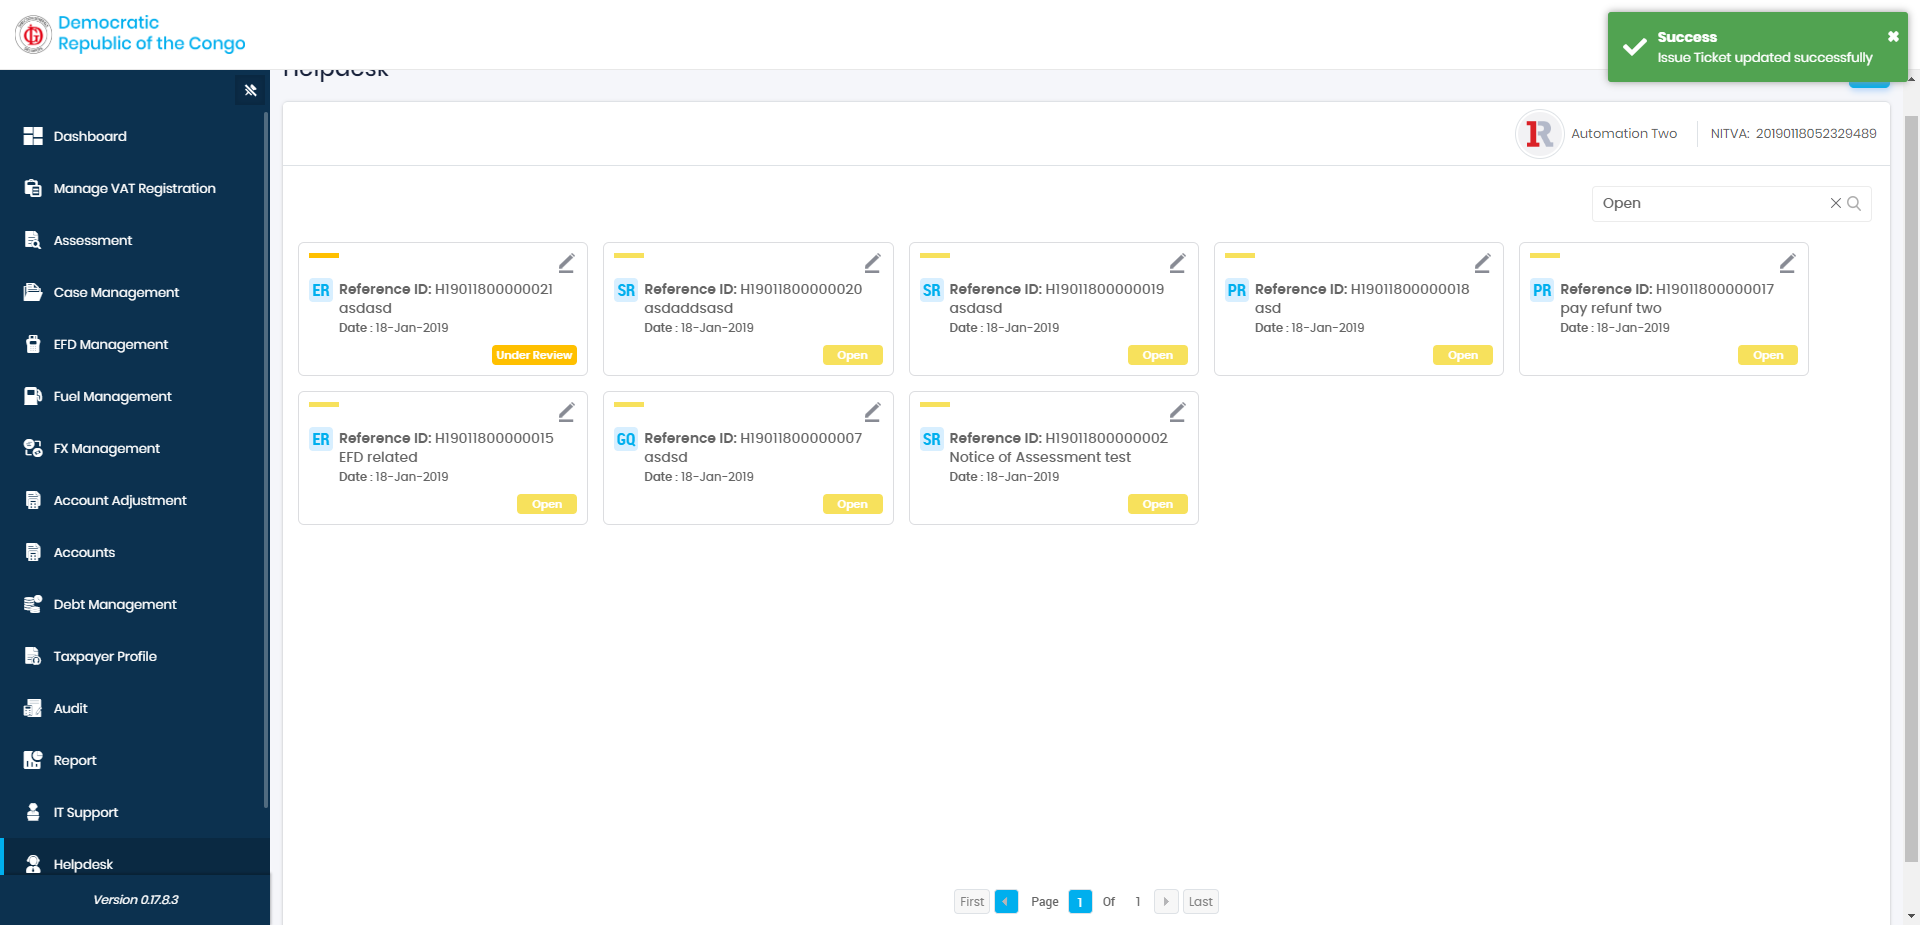 Democratic
Republic of the Congo
Success
Issue Ticket updated successfully
Helpdesk
Dashboard
Manage VAT Registration
Assessment
Case Management
EFD Management
Fuel Management
FX Management
Account Adjustment
Accounts
Debt Management
Taxpayer Profile
Audit
Report
IT Support
Helpdesk
Version 0.17.8.3
Automation Two
NITVA: 20190118052329489
Open
ER Reference ID: H19011800000021
asdasd
Date : 18-Jan-2019
Under Review
SR Reference ID: H19011800000020
asdaddsasd
Date : 18-Jan-2019
Open
SR Reference ID: H19011800000019
asdasd
Date : 18-Jan-2019
Open
PR Reference ID: H19011800000018
asd
Date : 18-Jan-2019
Open
PR Reference ID: H19011800000017
pay refunf two
Date : 18-Jan-2019
Open
ER Reference ID: H19011800000015
EFD related
Date : 18-Jan-2019
Open
GQ Reference ID: H19011800000007
asdsd
Date : 18-Jan-2019
Open
SR Reference ID: H19011800000002
Notice of Assessment test
Date : 18-Jan-2019
Open
First Page 1 Of 1 Last